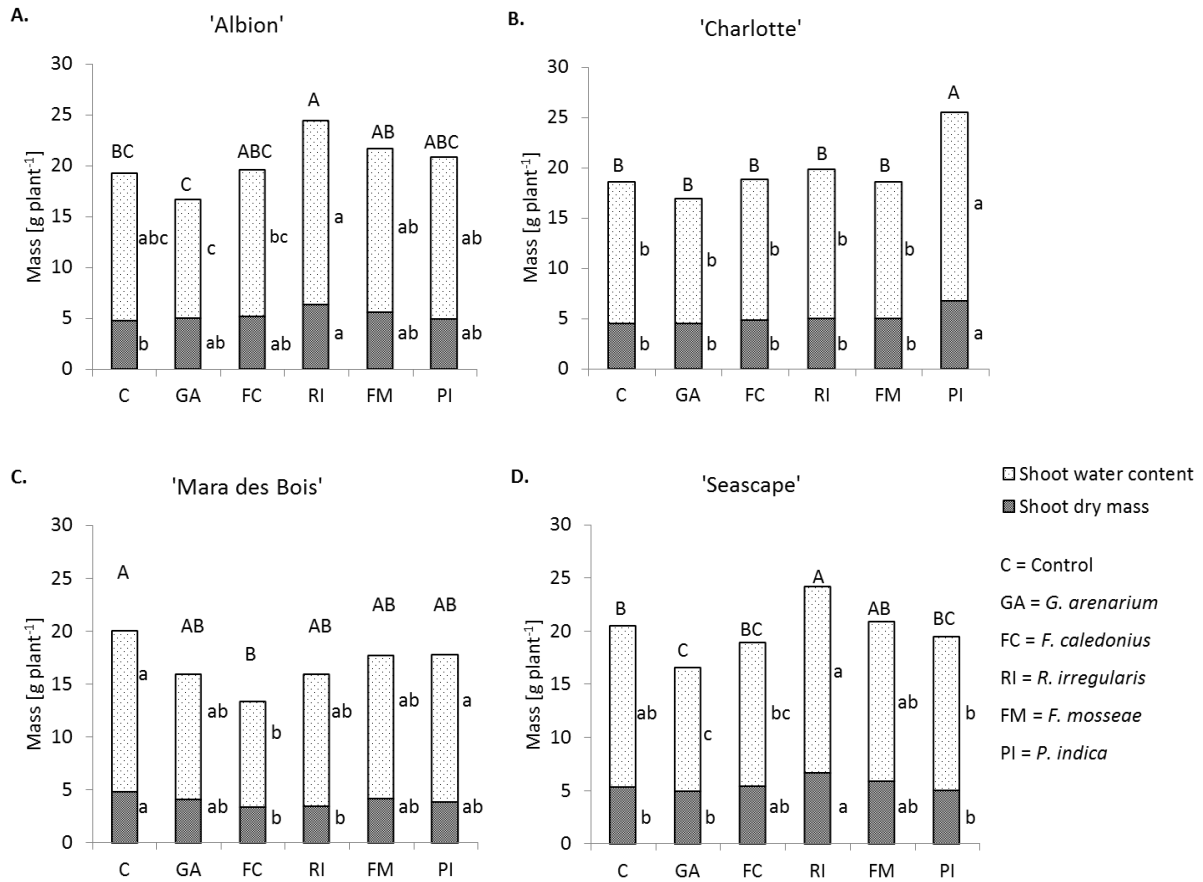 A.
'Albion'
Mass [g plant-1]
30
25
20
15
10
5
0
BC
C
ABC
A
AB
ABC
abc
c
bc
a
ab
ab
b
ab
ab
a
ab
ab
C GA FC RI FM PI
B.
'Charlotte'
Mass [g plant-1]
30
25
20
15
10
5
0
B
B
B
B
B
A
b
b
b
b
b
a
b
b
b
b
b
a
C GA FC RI FM PI
C.
'Mara des Bois'
Mass [g plant-1]
30
25
20
15
10
5
0
A
AB
B
AB
AB
AB
a
ab
b
ab
ab
a
a
ab
b
b
ab
ab
C GA FC RI FM PI
D.
'Seascape'
Mass [g plant-1]
30
25
20
15
10
5
0
B
C
BC
A
AB
BC
ab
c
bc
a
ab
b
b
b
ab
a
ab
b
C GA FC RI FM PI
Shoot water content
Shoot dry mass
C = Control
GA = G. arenarium
FC = F. caledonius
RI = R. irregularis
FM = F. mosseae
PI = P. indica